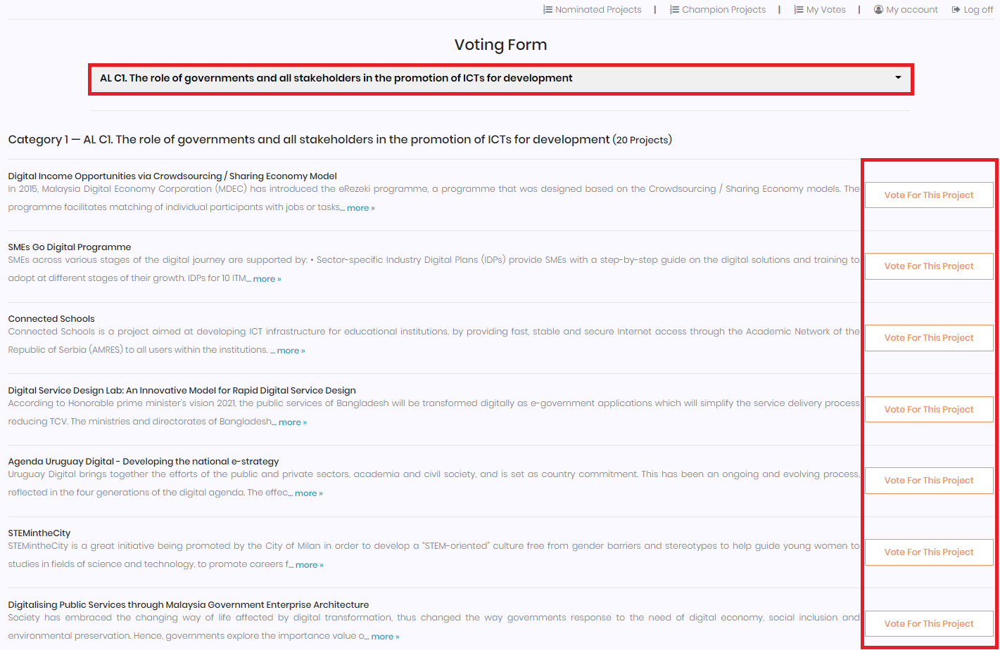 Nominated Projects | Champion Projects | My Votes | My account Log off
Voting Form
AL C1. The role of governments and all stakeholders in the promotion of ICTs for development
Category 1 — AL C1. The role of governments and all stakeholders in the promotion of ICTs for development (20 Projects)
Digital Income Opportunities via Crowdsourcing / Sharing Economy Model
In 2015, Malaysia Digital Economy Corporation (MDEC) has introduced the eRezeki programme, a programme that was designed based on the Crowdsourcing / Sharing Economy models. The
programme facilitates matching of individual participants with jobs or tasks... more »
Vote For This Project
SMEs Go Digital Programme
SMEs across various stages of the digital journey are supported by: • Sector-specific Industry Digital Plans (IDPs) provide SMEs with a step-by-step guide on the digital solutions and training to
adopt at different stages of their growth. IDPs for 10 ITM... more »
Vote For This Project
Connected Schools
Connected Schools is a project aimed at developing ICT infrastructure for educational institutions, by providing fast, stable and secure Internet access through the Academic Network of the
Republic of Serbia (AMRES) to all users within the institutions. ... more »
Vote For This Project
Digital Service Design Lab: An Innovative Model for Rapid Digital Service Design
According to Honorable prime minister's vision 2021, the public services of Bangladesh will be transformed digitally as e-government applications which will simplify the service delivery process
reducing TCV. The ministries and directorates of Bangladesh... more »
Vote For This Project
Agenda Uruguay Digital - Developing the national e-strategy
Uruguay Digital brings together the efforts of the public and private sectors, academia and civil society, and is set as country commitment. This has been an ongoing and evolving process,
reflected in the four generations of the digital agenda. The effec... more »
Vote For This Project
STEMintheCity
STEMintheCity is a great initiative being promoted by the City of Milan in order to develop a “STEM-oriented” culture free from gender barriers and stereotypes to help guide young women to
studies in fields of science and technology, to promote careers f... more »
Vote For This Project
Digitalising Public Services through Malaysia Government Enterprise Architecture
Society has embraced the changing way of life affected by digital transformation, thus changed the way governments response to the need of digital economy, social inclusion and
environmental preservation. Hence, governments explore the importance value o... more »
Vote For This Project